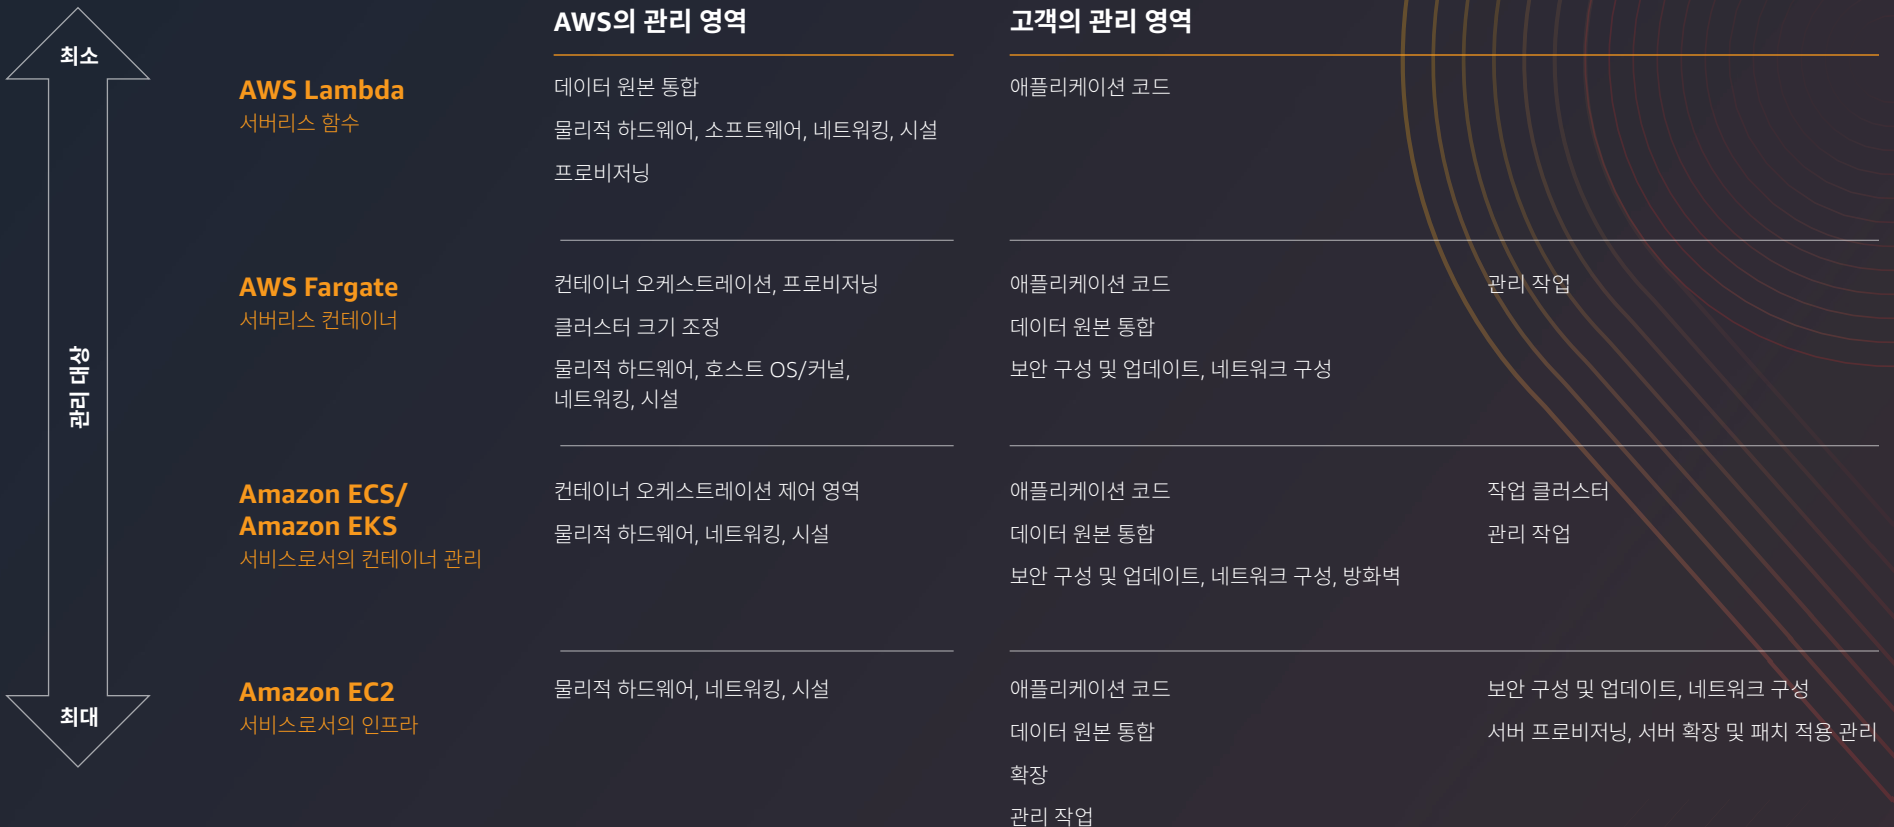 최소
관리 대상
최대
AWS의 관리 영역
고객의 관리 영역
AWS Lambda
서버리스 함수
데이터 원본 통합
물리적 하드웨어, 소프트웨어, 네트워킹, 시설
프로비저닝
애플리케이션 코드
AWS Fargate
서버리스 컨테이너
컨테이너 오케스트레이션, 프로비저닝
클러스터 크기 조정
물리적 하드웨어, 호스트 OS/커널,
네트워킹, 시설
애플리케이션 코드
데이터 원본 통합
보안 구성 및 업데이트, 네트워크 구성
관리 작업
Amazon ECS/
Amazon EKS
서비스로서의 컨테이너 관리
컨테이너 오케스트레이션 제어 영역
물리적 하드웨어, 네트워킹, 시설
애플리케이션 코드
데이터 원본 통합
보안 구성 및 업데이트, 네트워크 구성, 방화벽
작업 클러스터
관리 작업
Amazon EC2
서비스로서의 인프라
물리적 하드웨어, 네트워킹, 시설
애플리케이션 코드
데이터 원본 통합
확장
관리 작업
보안 구성 및 업데이트, 네트워크 구성
서버 프로비저닝, 서버 확장 및 패치 적용 관리